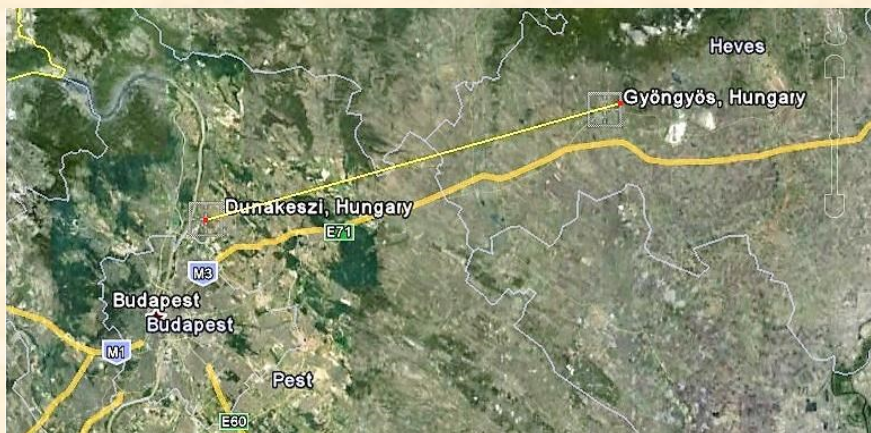 Heves
Gyöngyös, Hungary
Dunakeszi, Hungary
E71
M3
Budapest
Budapest
M1
Pest
E60